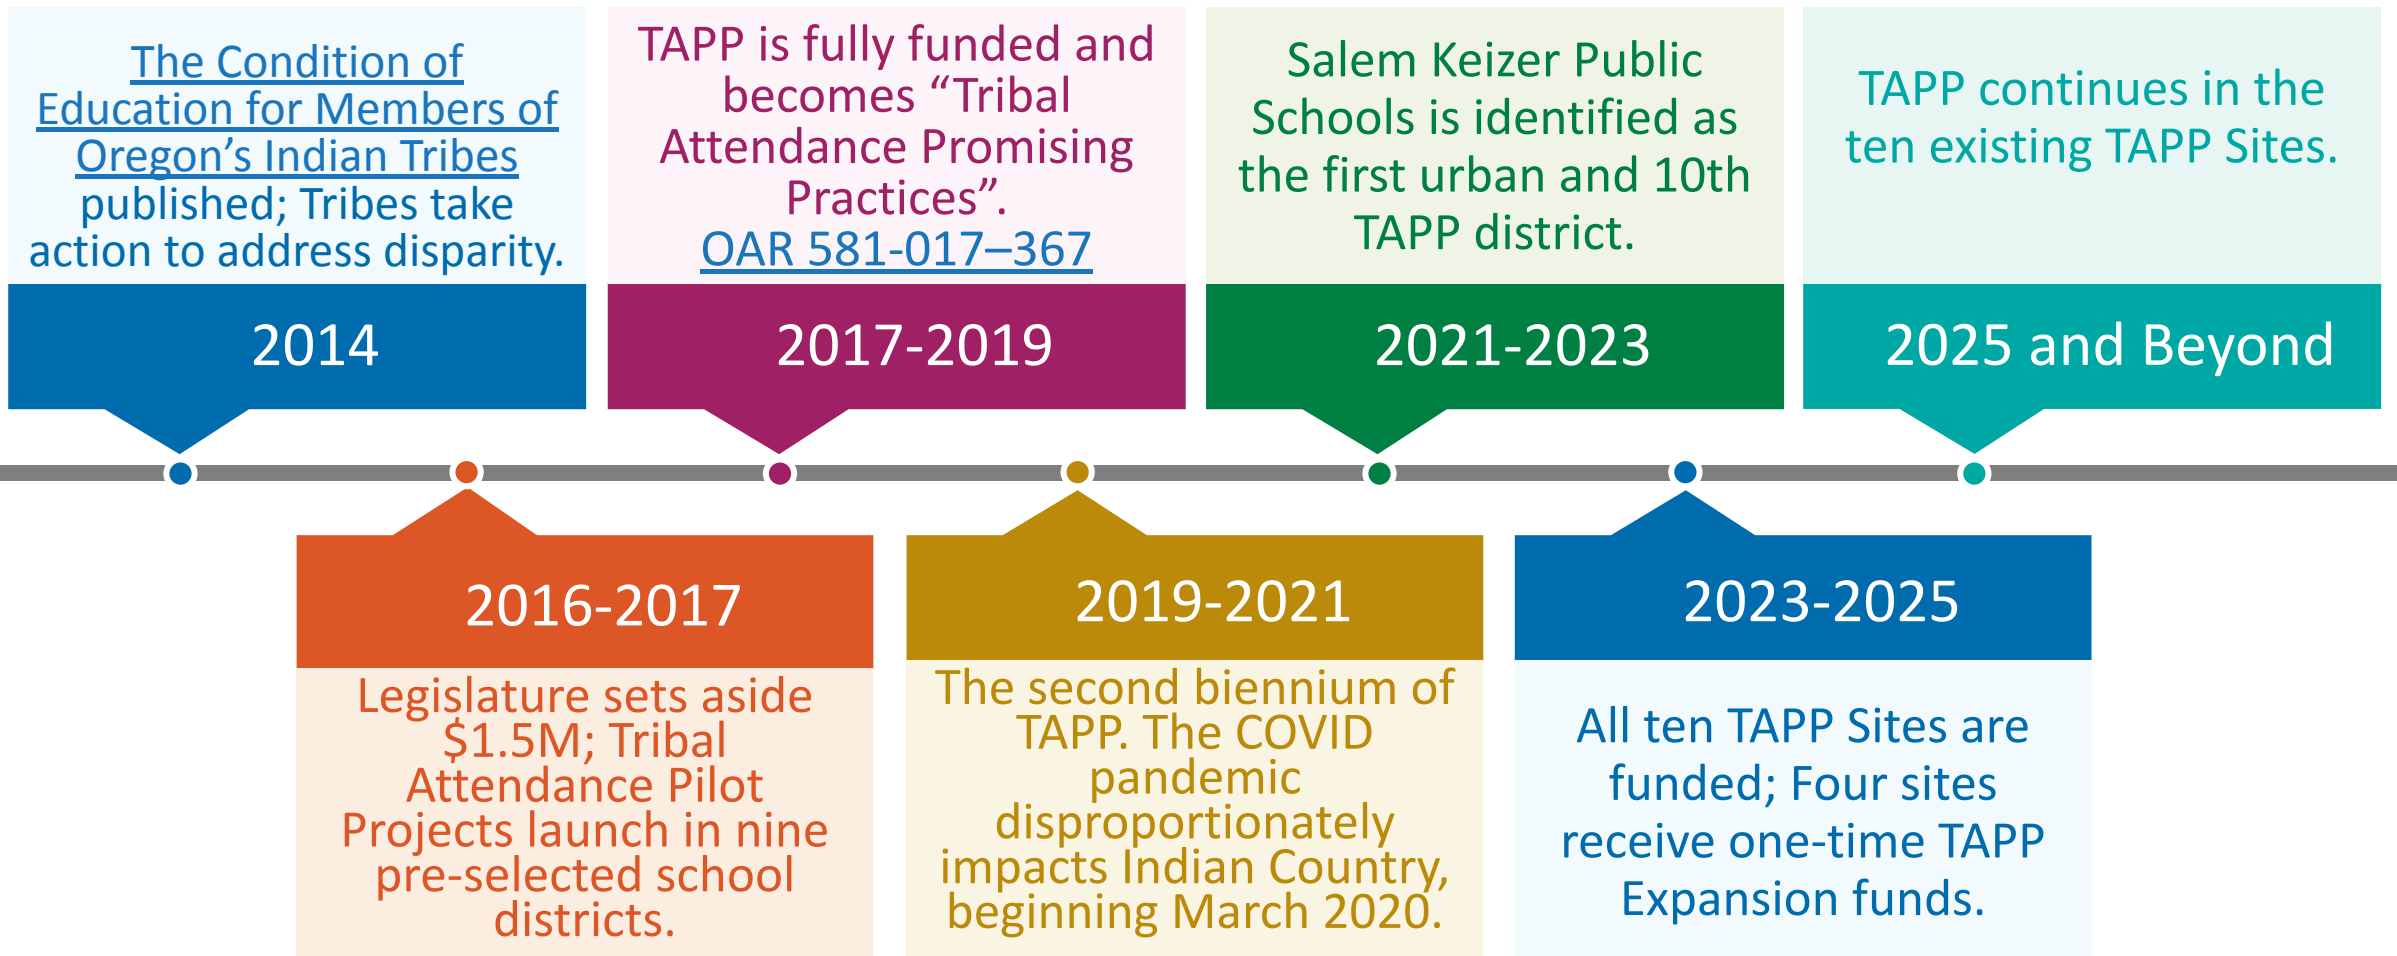 The Condition of
Education for Members of
Oregon’s Indian Tribes
published; Tribes take
action to address disparity.
2014
TAPP is fully funded and
becomes “Tribal
Attendance Promising
Practices”.
OAR 581-017–367
2017-2019
Salem Keizer Public
Schools is identified as
the first urban and 10th
TAPP district.
2021-2023
TAPP continues in the
ten existing TAPP Sites.
2025 and Beyond
2016-2017
Legislature sets aside
$1.5M; Tribal
Attendance Pilot
Projects launch in nine
pre-selected school
districts.
2019-2021
The second biennium of
TAPP. The COVID
pandemic
disproportionately
impacts Indian Country,
beginning March 2020.
2023-2025
All ten TAPP Sites are
funded; Four sites
receive one-time TAPP
Expansion funds.